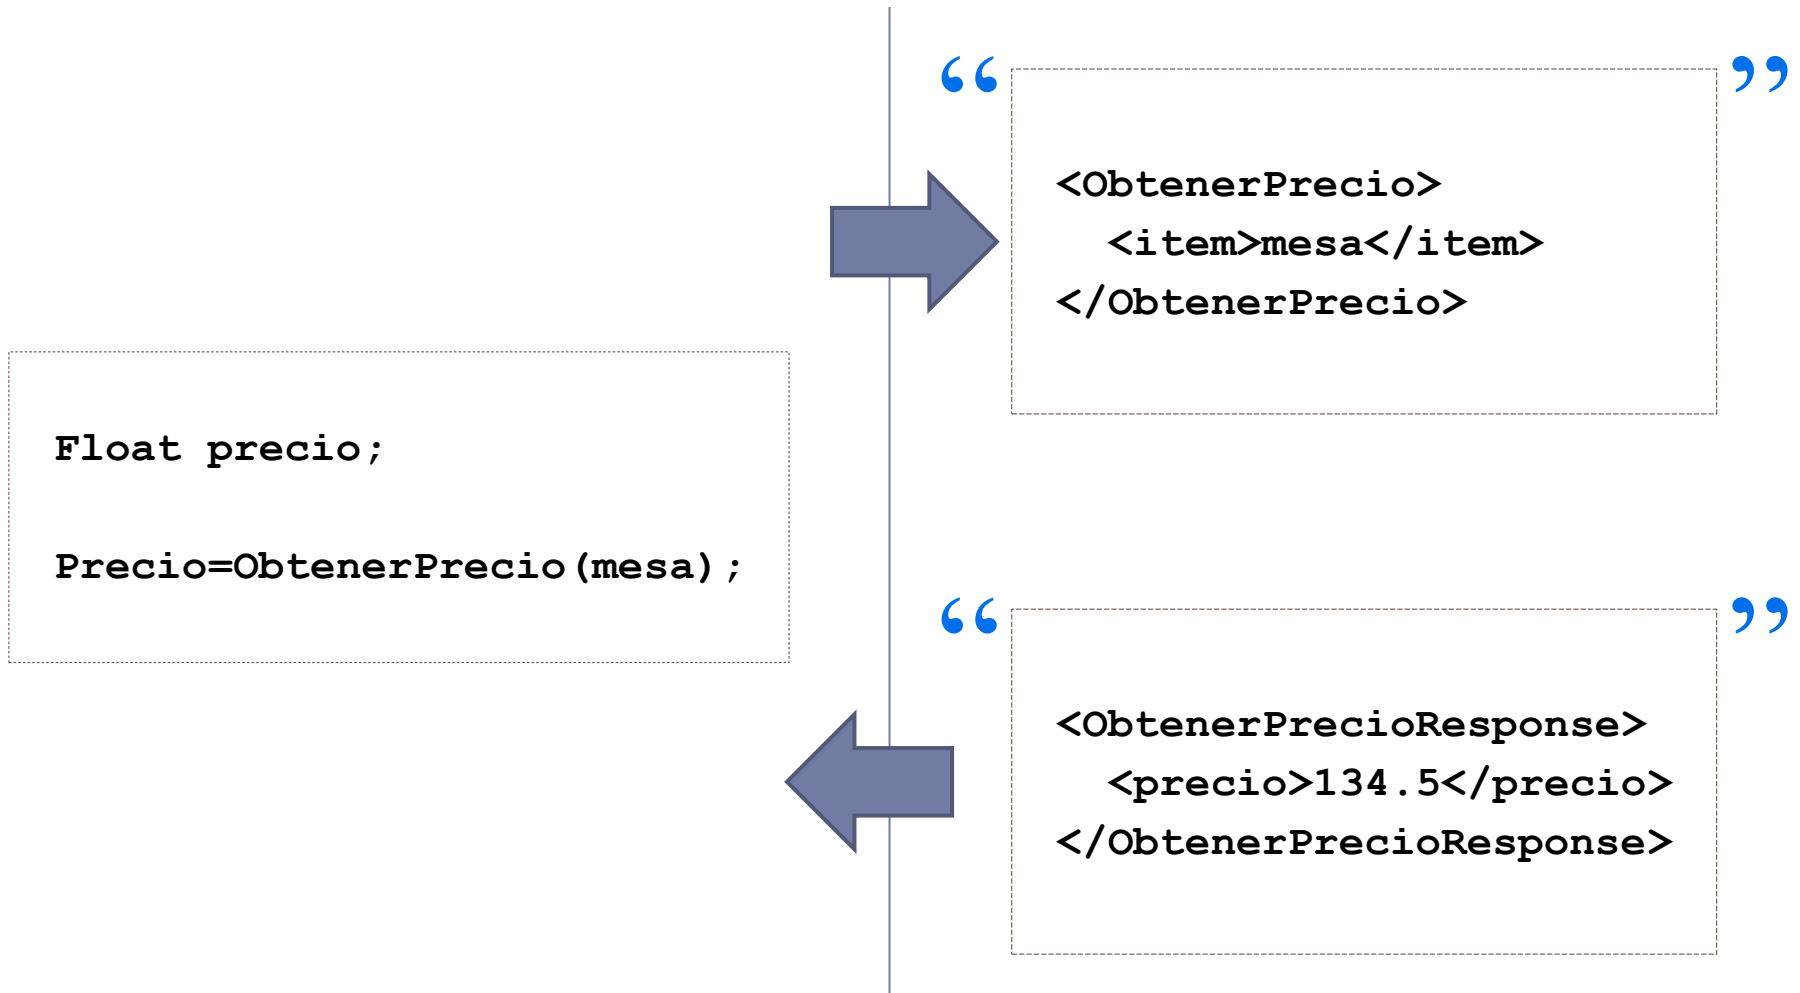 Float precio;
Precio=ObtenerPrecio(mesa);
“ ”
<ObtenerPrecio>
<item>mesa</item>
</ObtenerPrecio>
“ ”
<ObtenerPrecioResponse>
<precio>134.5</precio>
</ObtenerPrecioResponse>